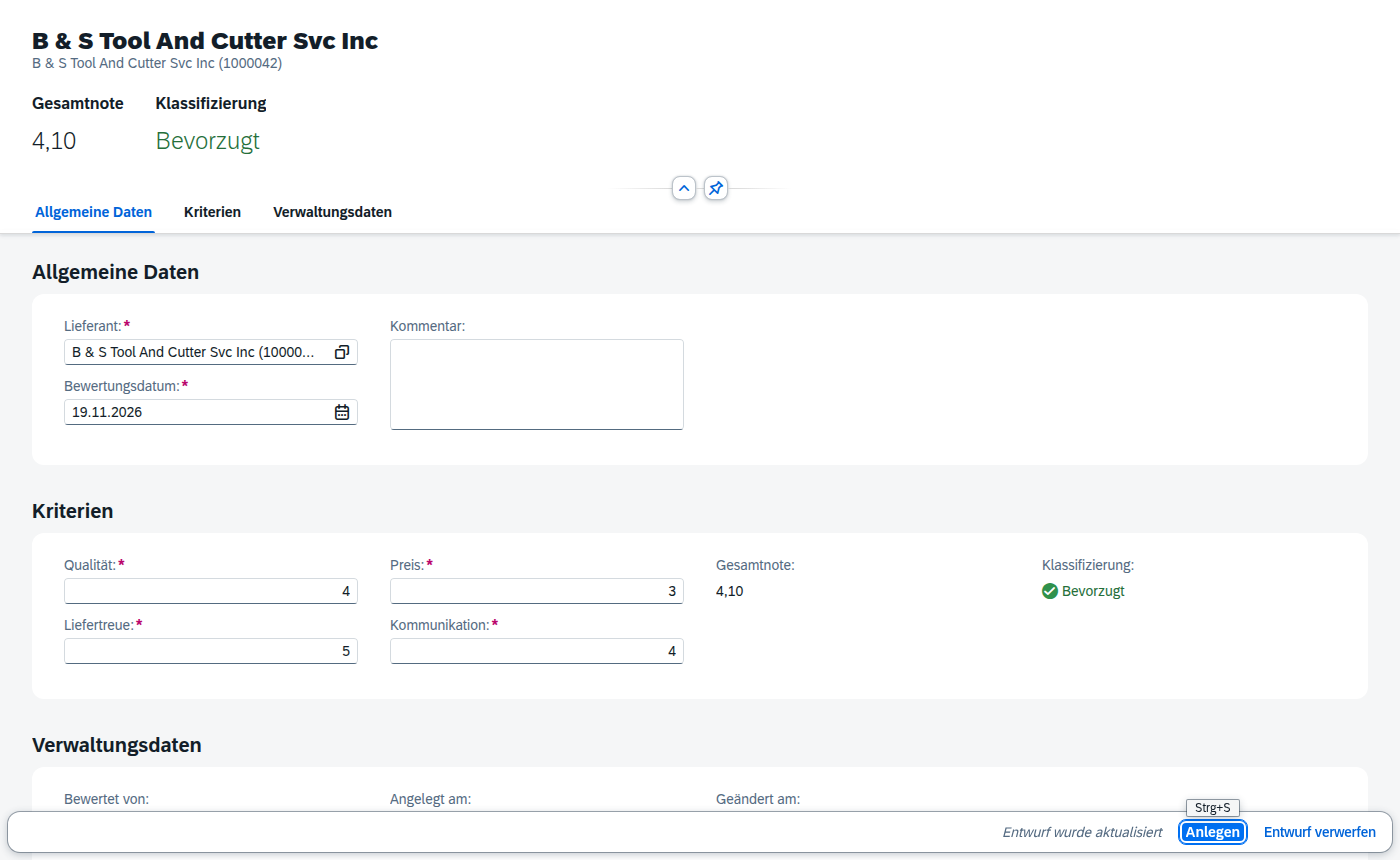 B & S Tool And Cutter Svc Inc
B & S Tool And Cutter Svc Inc (1000042)
Gesamtnote Klassifizierung
4,10 Bevorzugt
Allgemeine Daten Kriterien Verwaltungsdaten
Allgemeine Daten
Lieferant:* Kommentar:
B & S Tool And Cutter Svc Inc (10000...
Bewertungsdatum:*
19.11.2026
Kriterien
Qualität:* Preis:* Gesamtnote: Klassifizierung:
4 3 4,10 Bevorzugt
Liefertreue:* Kommunikation:*
5 4
Verwaltungsdaten
Bewertet von: Angelegt am: Geändert am:
Strg+S
Entwurf wurde aktualisiert Anlegen Entwurf verwerfen